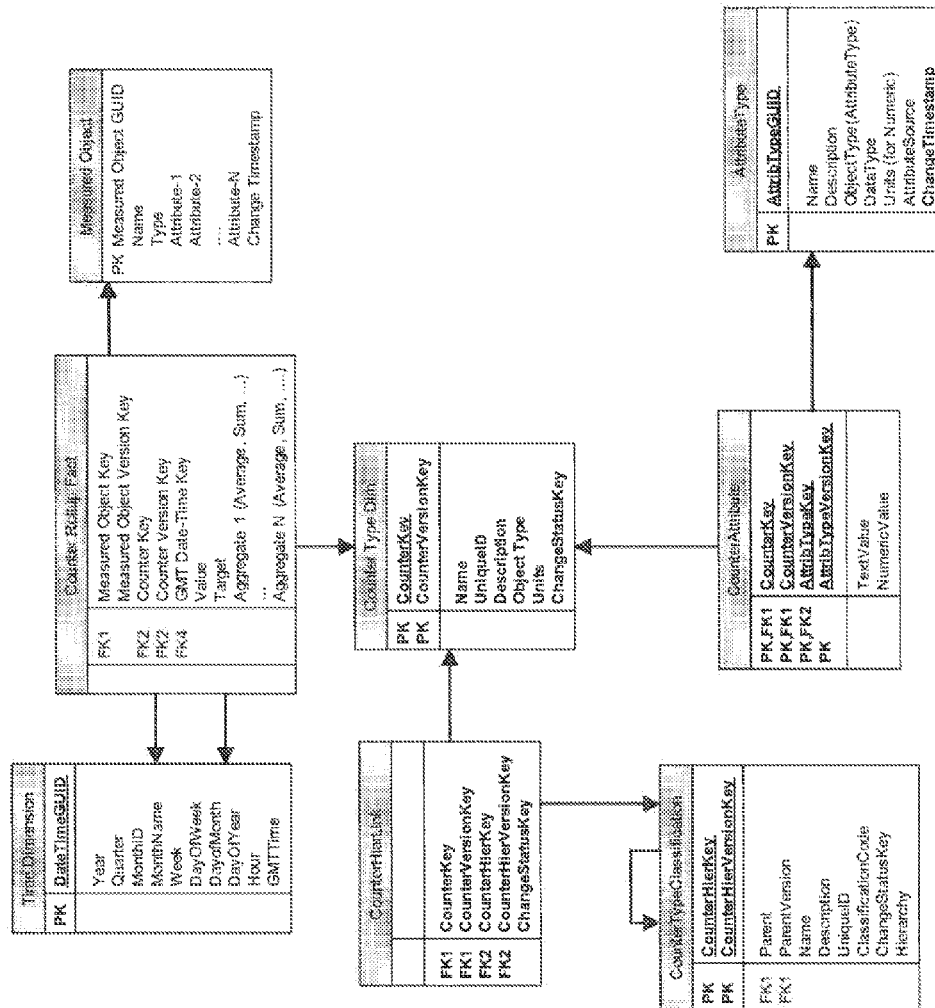 Time Dimension
PK DateTimeGUID
Year
Quarter
MonthID
MonthName
Week
DayOfWeek
DayofMonth
DayOfYear
Hour
GMTTime
Counter Rollup Fact
FK1 Measured Object Key
Measured Object Version Key
FK2 Counter Key
FK2 Counter Version Key
FK4 GMT Date-Time Key
Value
Target
Aggregate 1 (Average, Sum, ...)
...
Aggregate N (Average, Sum, ....)
Measured Object
PK Measured Object GUID
Name
Type
Attribute-1
Attribute-2
...
Attribute-N
Change Timestamp
CounterHierLink
FK1 CounterKey
FK1 CounterVersionKey
FK2 CounterHierKey
FK2 CounterHierVersionKey
ChangeStatusKey
Counter Type Dim
PK CounterKey
PK CounterVersionKey
Name
UniqueID
Description
Object Type
Units
ChangeStatusKey
CounterTypeClassification
PK CounterHierKey
PK CounterHierVersionKey
FK1 Parent
FK1 ParentVersion
Name
Description
UniqueID
ClassificationCode
ChangeStatusKey
Hierarchy
CounterAttribute
PK,FK1 CounterKey
PK,FK1 CounterVersionKey
PK,FK2 AttribTypeKey
PK AttribTypeVersionKey
TextValue
NumericValue
AttributeType
PK AttribTypeGUID
Name
Description
ObjectType(AttributeType)
DataType
Units (for Numeric)
AttributeSource
ChangeTimestamp